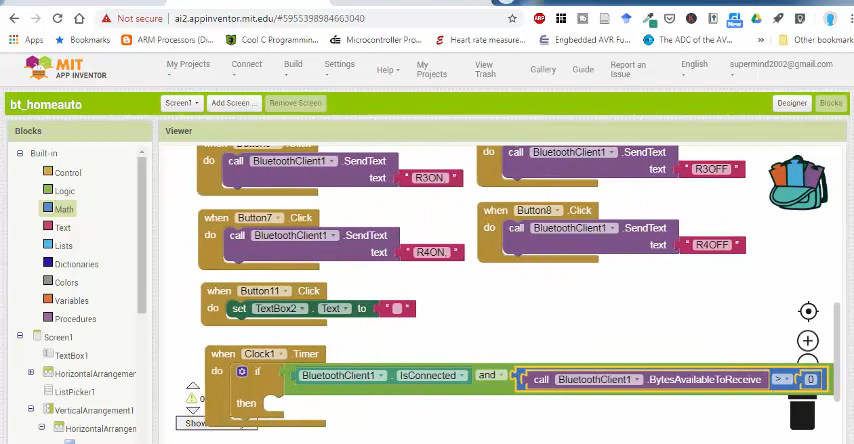 Not secure | ai2.appinventor.mit.edu/#5955398984663040
Apps Bookmarks ARM Processors (Di... Cool C Programming... Microcontroller Pro... Heart rate measure... Engbedded AVR Fu... The ADC of the AV... » Other bookmark
MIT APP INVENTOR
My Projects Connect Build Settings Help My Projects View Trash Gallery Guide Report an Issue English supermind2002@gmail.com
bt_homeauto Screen1 Add Screen ... Remove Screen Designer Blocks
Blocks Viewer
Built-in
Control
Logic
Math
Text
Lists
Dictionaries
Colors
Variables
Procedures
Screen1
TextBox1
HorizontalArrangemen
ListPicker1
VerticalArrangement1
HorizontalArrangemen
do call BluetoothClient1 .SendText
text " R3ON, "
do call BluetoothClient1 .SendText
text " R3OFF "
when Button7 .Click
do call BluetoothClient1 .SendText
text " R4ON, "
when Button8 .Click
do call BluetoothClient1 .SendText
text " R4OFF "
when Button11 .Click
do set TextBox2 . Text to " "
when Clock1 .Timer
do if BluetoothClient1 . IsConnected and call BluetoothClient1 .BytesAvailableToReceive > 0
then
0
Show